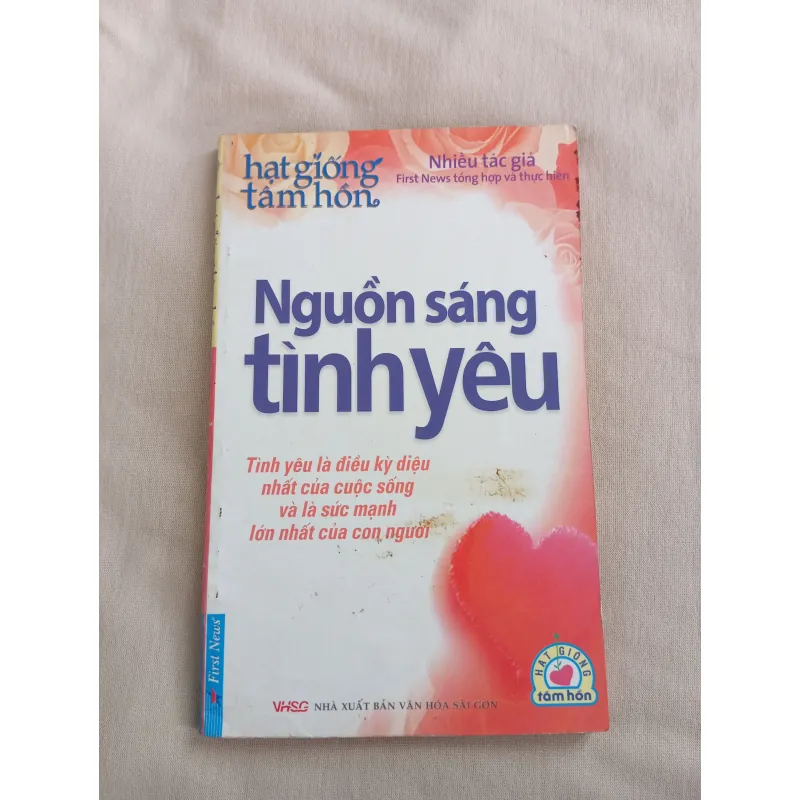 hạt giống
tâm hồn
Nhiều tác giả
First News tổng hợp và thực hiện
Nguồn sáng
tình yêu
Tình yêu là điều kỳ diệu
nhất của cuộc sống
và là sức mạnh
lớn nhất của con người
First News
HẠT GIỐNG
tâm hồn
VHSG NHÀ XUẤT BẢN VĂN HÓA SÀI GÒN